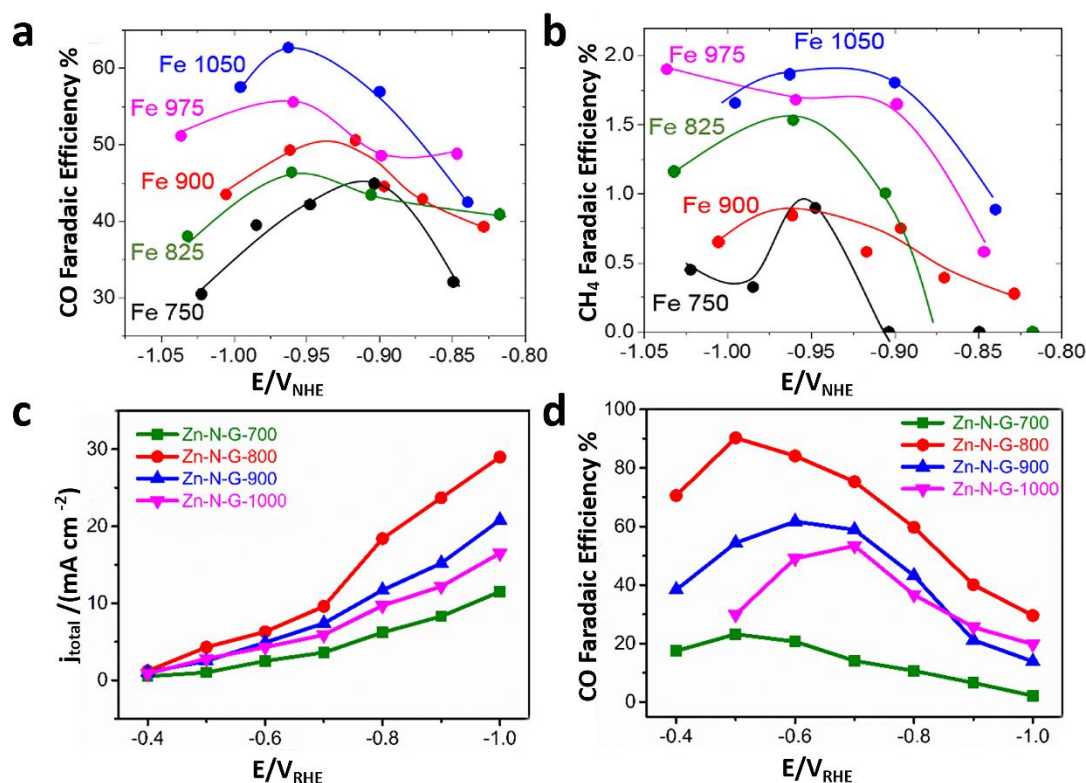 a
CO Faradaic Efficiency %
60
50
40
30
Fe 1050
Fe 975
Fe 900
Fe 825
Fe 750
-1.05 -1.00 -0.95 -0.90 -0.85 -0.80
E/V_NHE
b
CH₄ Faradaic Efficiency %
2.0
1.5
1.0
0.5
0.0
Fe 975
Fe 1050
Fe 825
Fe 900
Fe 750
-1.05 -1.00 -0.95 -0.90 -0.85 -0.80
E/V_NHE
c
j_total /(mA cm ⁻²)
30
20
10
0
Zn-N-G-700
Zn-N-G-800
Zn-N-G-900
Zn-N-G-1000
-0.4 -0.6 -0.8 -1.0
E/V_RHE
d
CO Faradaic Efficiency %
100
80
60
40
20
0
Zn-N-G-700
Zn-N-G-800
Zn-N-G-900
Zn-N-G-1000
-0.4 -0.6 -0.8 -1.0
E/V_RHE